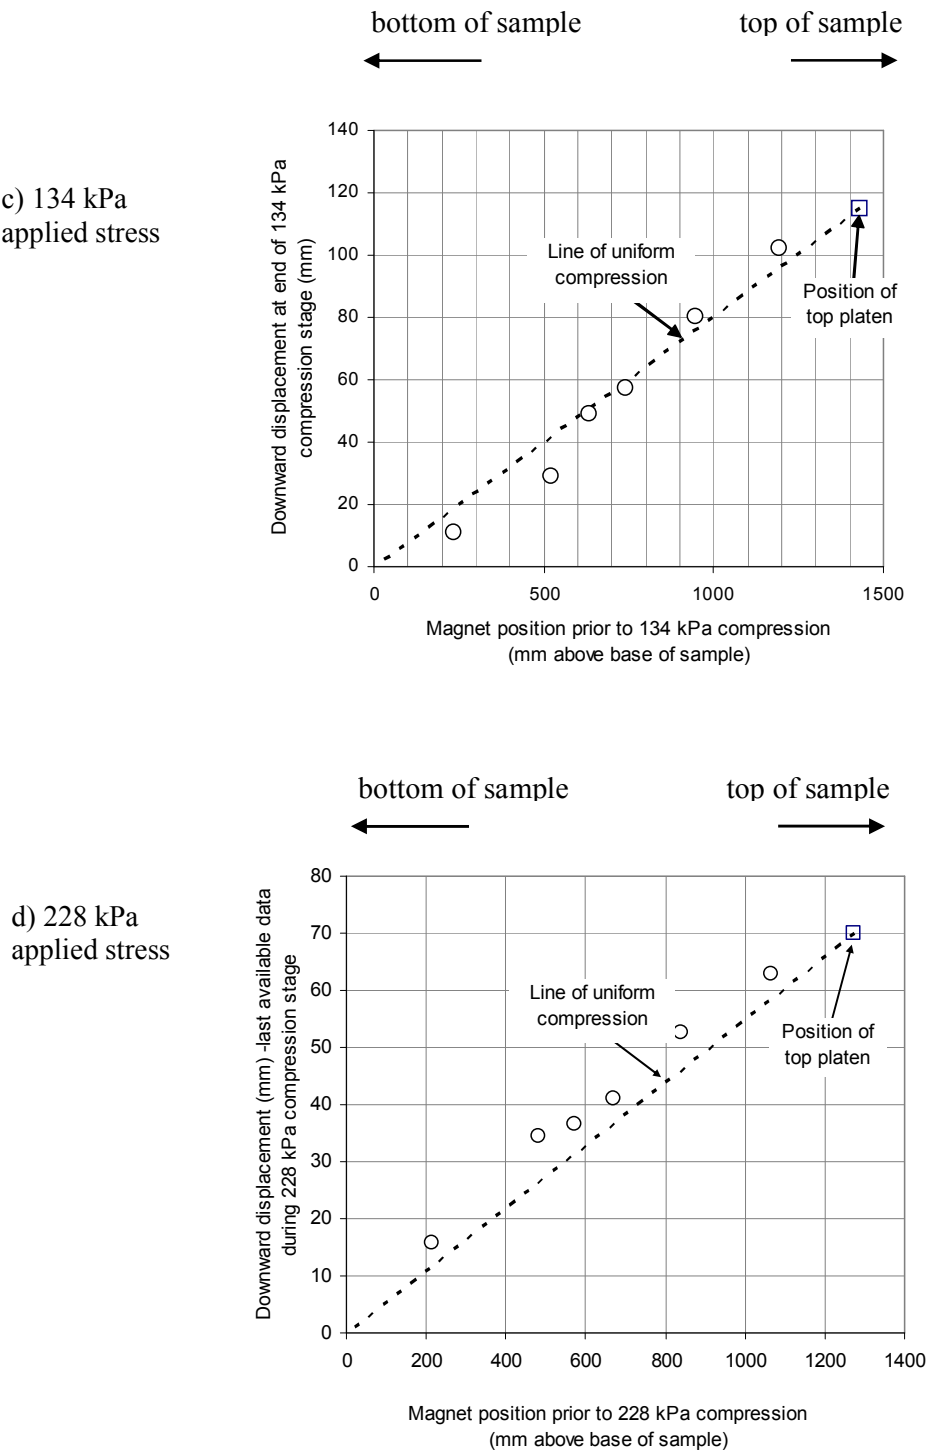 bottom of sample
top of sample
c) 134 kPa
applied stress
Downward displacement at end of 134 kPa
compression stage (mm)
140
120
100
80
60
40
20
0
Line of uniform
compression
Position of
top platen
0
500
1000
1500
Magnet position prior to 134 kPa compression
(mm above base of sample)
bottom of sample
top of sample
d) 228 kPa
applied stress
Downward displacement (mm) -last available data
during 228 kPa compression stage
80
70
60
50
40
30
20
10
0
Line of uniform
compression
Position of
top platen
0
200
400
600
800
1000
1200
1400
Magnet position prior to 228 kPa compression
(mm above base of sample)